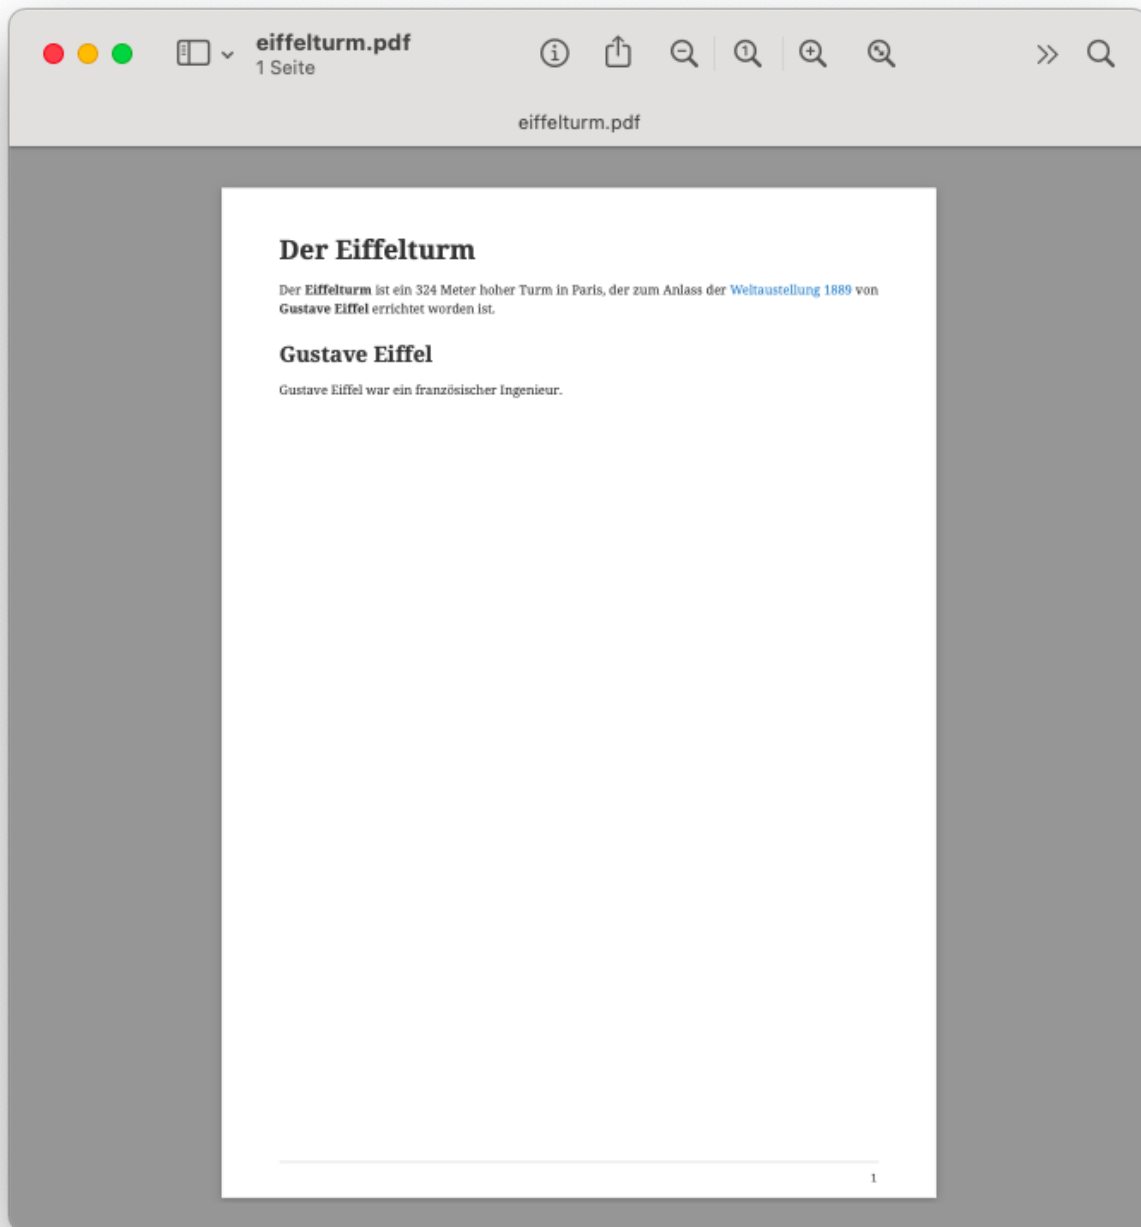 eiffelturm.pdf
1 Seite
eiffelturm.pdf
Der Eiffelturm
Der Eiffelturm ist ein 324 Meter hoher Turm in Paris, der zum Anlass der Weltaustellung 1889 von
Gustave Eiffel errichtet worden ist.
Gustave Eiffel
Gustave Eiffel war ein französischer Ingenieur.
1